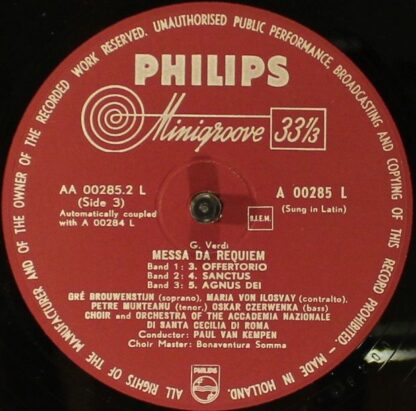 ALL RIGHTS OF THE MANUFACTURER AND OF THE OWNER OF THE RECORDED WORK RESERVED. UNAUTHORISED PUBLIC PERFORMANCE, BROADCASTING AND COPYING OF THIS RECORD PROHIBITED. – MADE IN HOLLAND.
PHILIPS
Minigroove 33⅓
AA 00285.2 L
(Side 3)
Automatically coupled
with A 00284 L
A 00285 L
(Sung in Latin)
B.I.E.M.
G. Verdi
MESSA DA REQUIEM
Band 1: 3. OFFERTORIO
Band 2: 4. SANCTUS
Band 3: 5. AGNUS DEI
GRÉ BROUWENSTIJN (soprano), MARIA VON ILOSVAY (contralto),
PETRE MUNTEANU (tenor,) OSKAR CZERWENKA (bass)
CHOIR and ORCHESTRA OF THE ACCADEMIA NAZIONALE
DI SANTA CECILIA DI ROMA
Conductor: PAUL VAN KEMPEN
Choir Master: Bonaventura Somma
PHILIPS